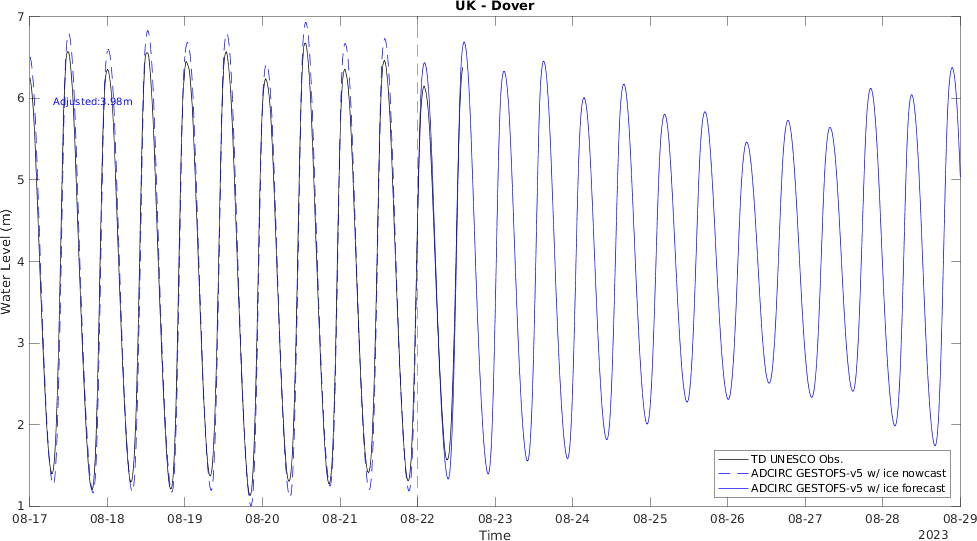 UK - Dover
7
6
5
4
3
2
1
Water Level (m)
Adjusted:3.98m
TD UNESCO Obs.
ADCIRC GESTOFS-v5 w/ ice nowcast
ADCIRC GESTOFS-v5 w/ ice forecast
08-17 08-18 08-19 08-20 08-21 08-22 08-23 08-24 08-25 08-26 08-27 08-28 08-29
Time
2023